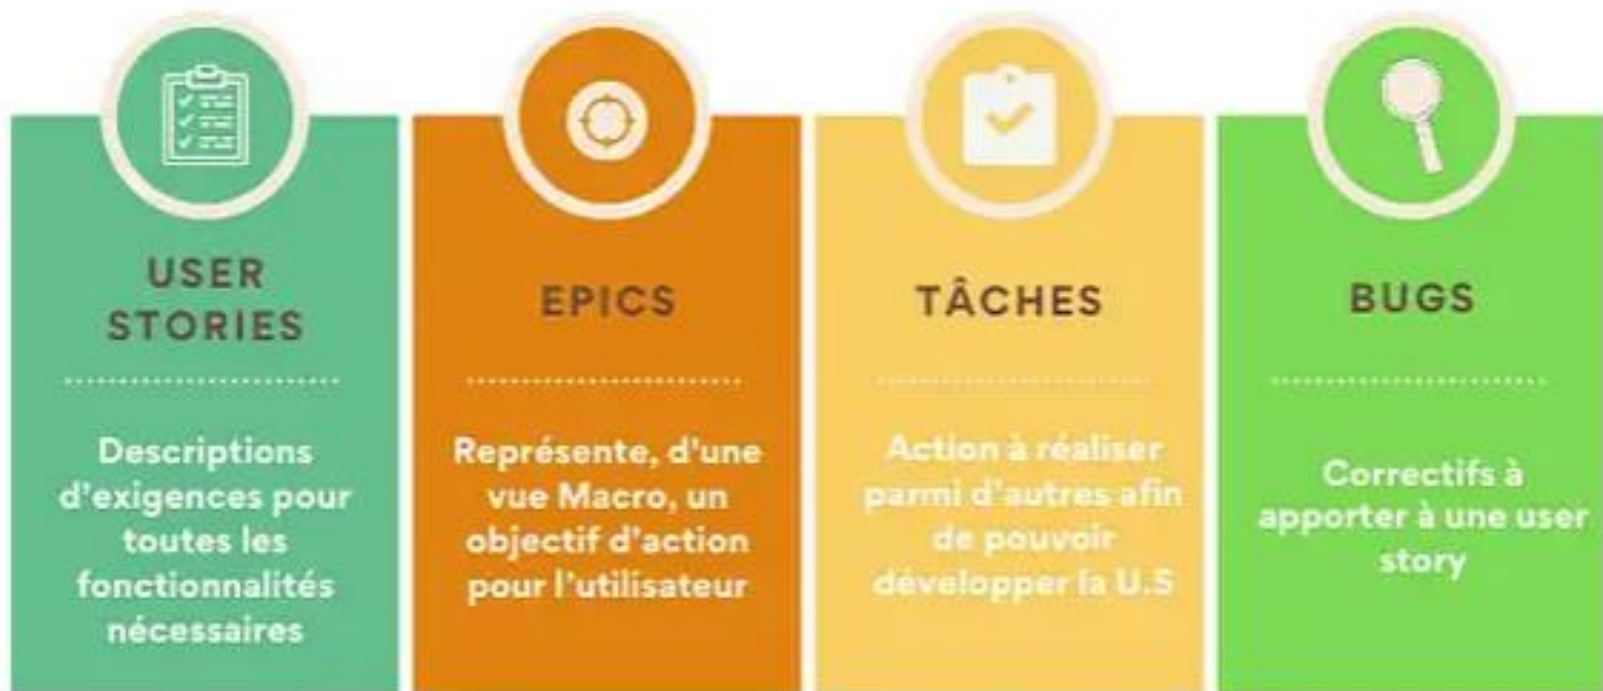 USER
STORIES
Descriptions
d'exigences pour
toutes les
fonctionnalités
nécessaires
EPICS
Représente, d'une
vue Macro, un
objectif d'action
pour l'utilisateur
TÂCHES
Action à réaliser
parmi d'autres afin
de pouvoir
développer la U.S
BUGS
Correctifs à
apporter à une user
story